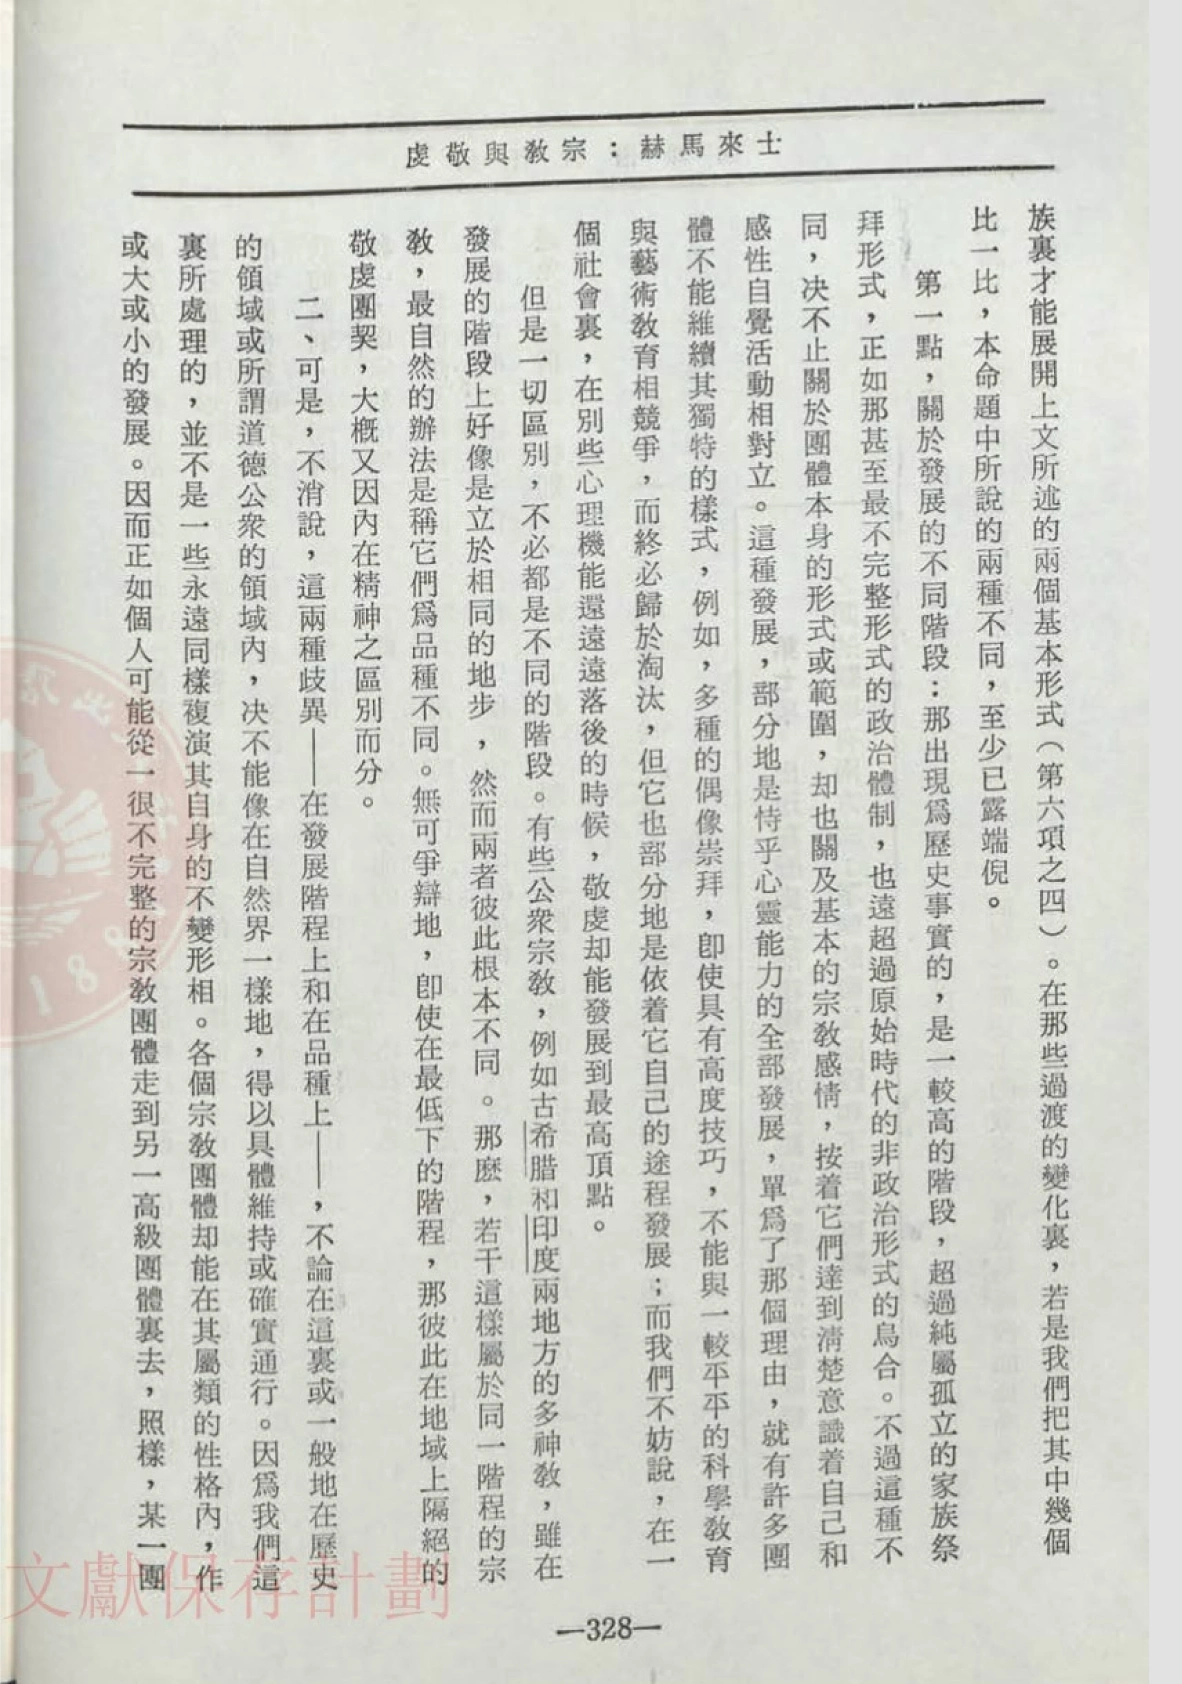 士來馬赫：宗教與敬虔
族裏才能展開上文所述的兩個基本形式（第六項之四）。在那些過渡的變化裏，若是我們把其中幾個
比一比，本命題中所說的兩種不同，至少已露端倪。
第一點，關於發展的不同階段：那出現爲歷史事實的，是一較高的階段，超過純屬孤立的家族祭
拜形式，正如那甚至最不完整形式的政治體制，也遠超過原始時代的非政治形式的烏合。不過這種不
同，決不止關於團體本身的形式或範圍，却也關及基本的宗教感情，按着它們達到淸楚意識着自己和
感性自覺活動相對立。這種發展，部分地是恃乎心靈能力的全部發展，單爲了那個理由，就有許多團
體不能維續其獨特的樣式，例如，多種的偶像崇拜，卽使具有高度技巧，不能與一較平平的科學教育
與藝術教育相競爭，而終必歸於淘汰，但它也部分地是依着它自己的途程發展；而我們不妨說，在一
個社會裏，在別些心理機能還遠遠落後的時候，敬虔却能發展到最高頂點。
但是一切區別，不必都是不同的階段。有些公衆宗教，例如古希腊和印度兩地方的多神教，雖在
發展的階段上好像是立於相同的地步，然而兩者彼此根本不同。那麽，若干這樣屬於同一階程的宗
教，最自然的辦法是稱它們爲品種不同。無可爭辯地，卽使在最低下的階程，那彼此在地域上隔絕的
敬虔團契，大槪又因內在精神之區別而分。
二、可是，不消說，這兩種歧異——在發展階程上和在品種上——，不論在這裏或一般地在歷史
的領域或所謂道德公衆的領域內，決不能像在自然界一樣地，得以具體維持或確實通行。因爲我們這
裏所處理的，並不是一些永遠同樣複演其自身的不變形相。各個宗教團體却能在其屬類的性格內，作
或大或小的發展。因而正如個人可能從一很不完整的宗教團體走到另一高級團體裏去，照樣，某一團
—328—
文獻保存計劃